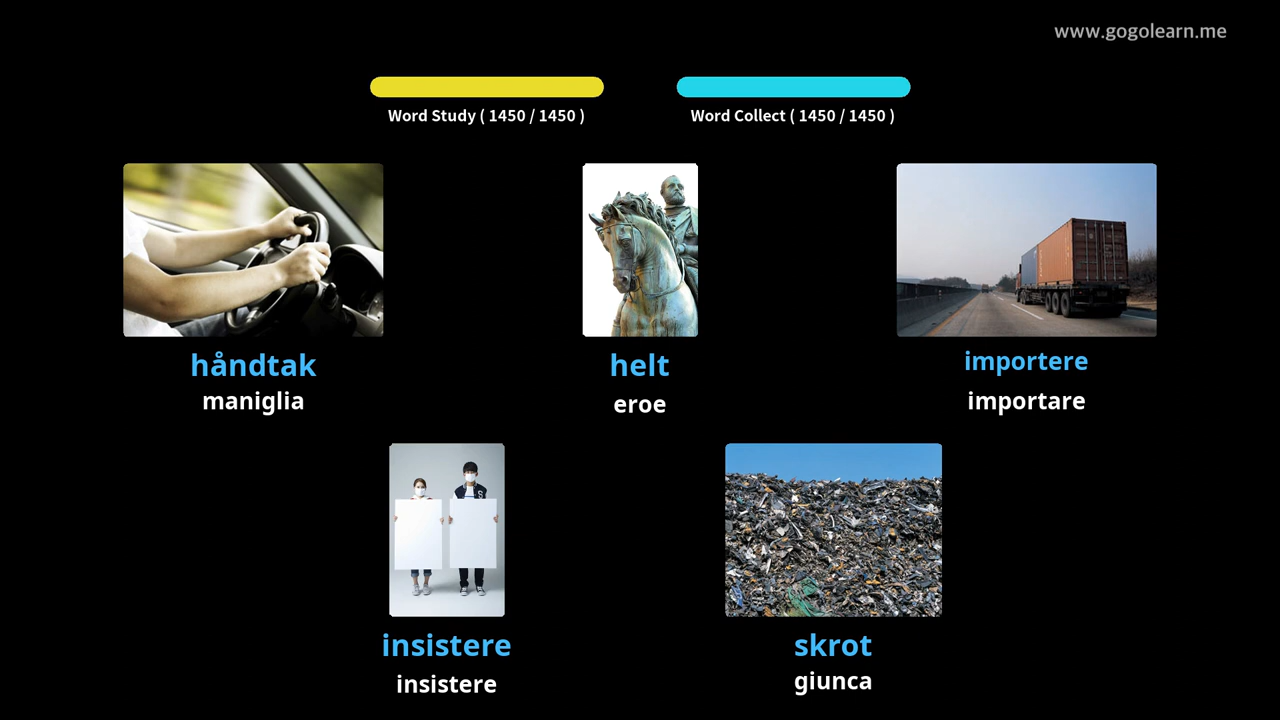 www.gogolearn.me
Word Study ( 1450 / 1450 )
Word Collect ( 1450 / 1450 )
håndtak
maniglia
helt
eroe
importere
importare
insistere
insistere
skrot
giunca